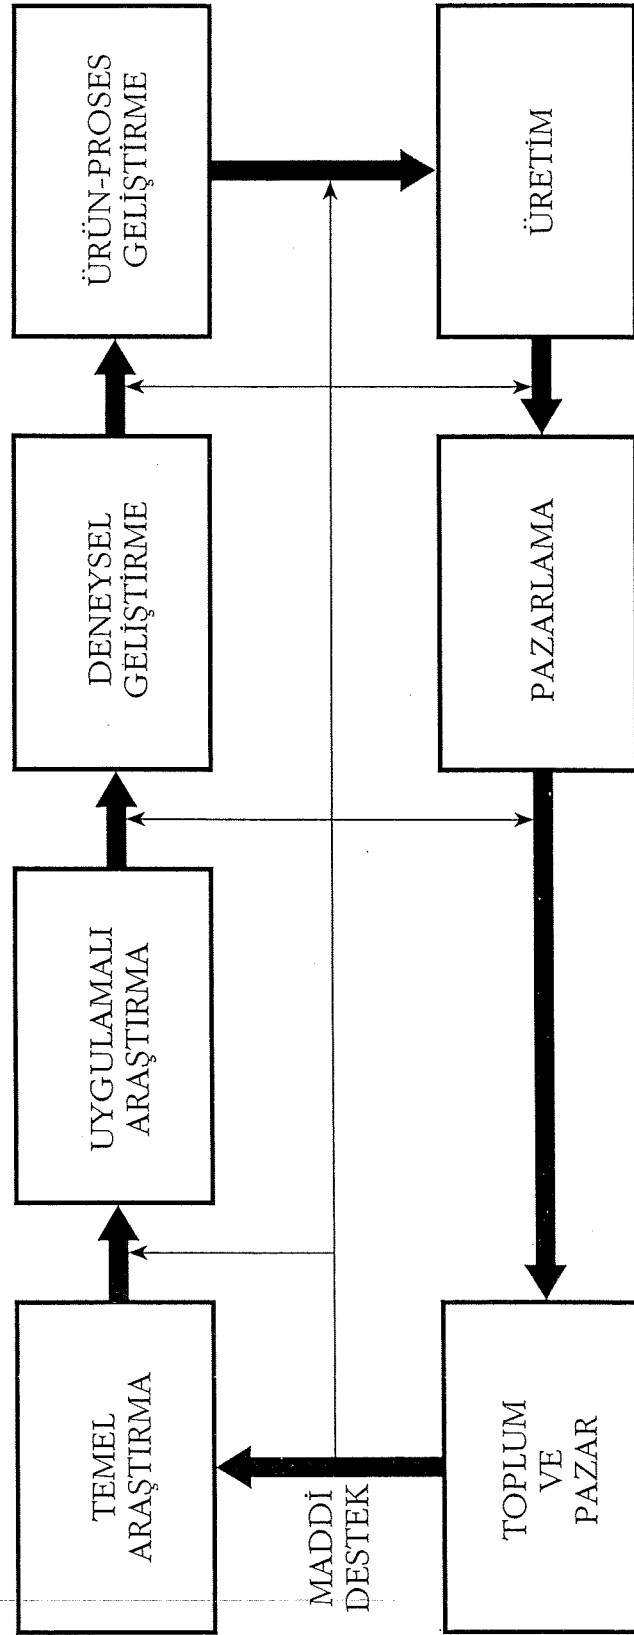 TEMEL
ARAŞTIRMA
UYGULAMALI
ARAŞTIRMA
DENEYSEL
GELİŞTİRME
ÜRÜN-PROSES
GELİŞTİRME
MADDİ
DESTEK
TOPLUM
VE
PAZAR
PAZARLAMA
ÜRETİM